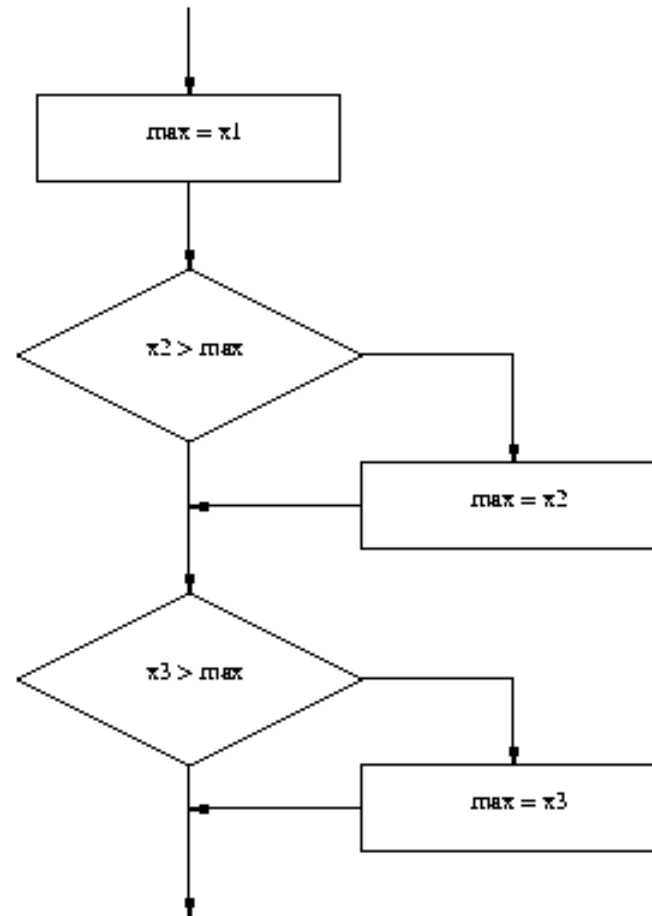 max = x1
x2 > max
max = x2
x3 > max
max = x3